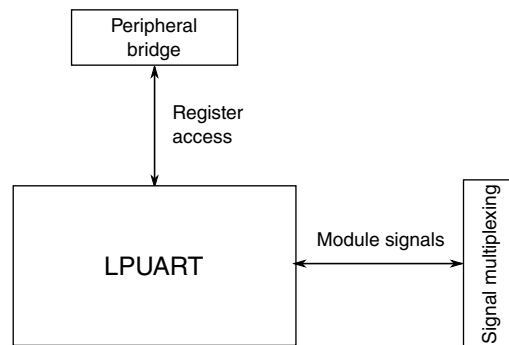 Peripheral
bridge
Register
access
LPUART
Module signals
Signal multiplexing